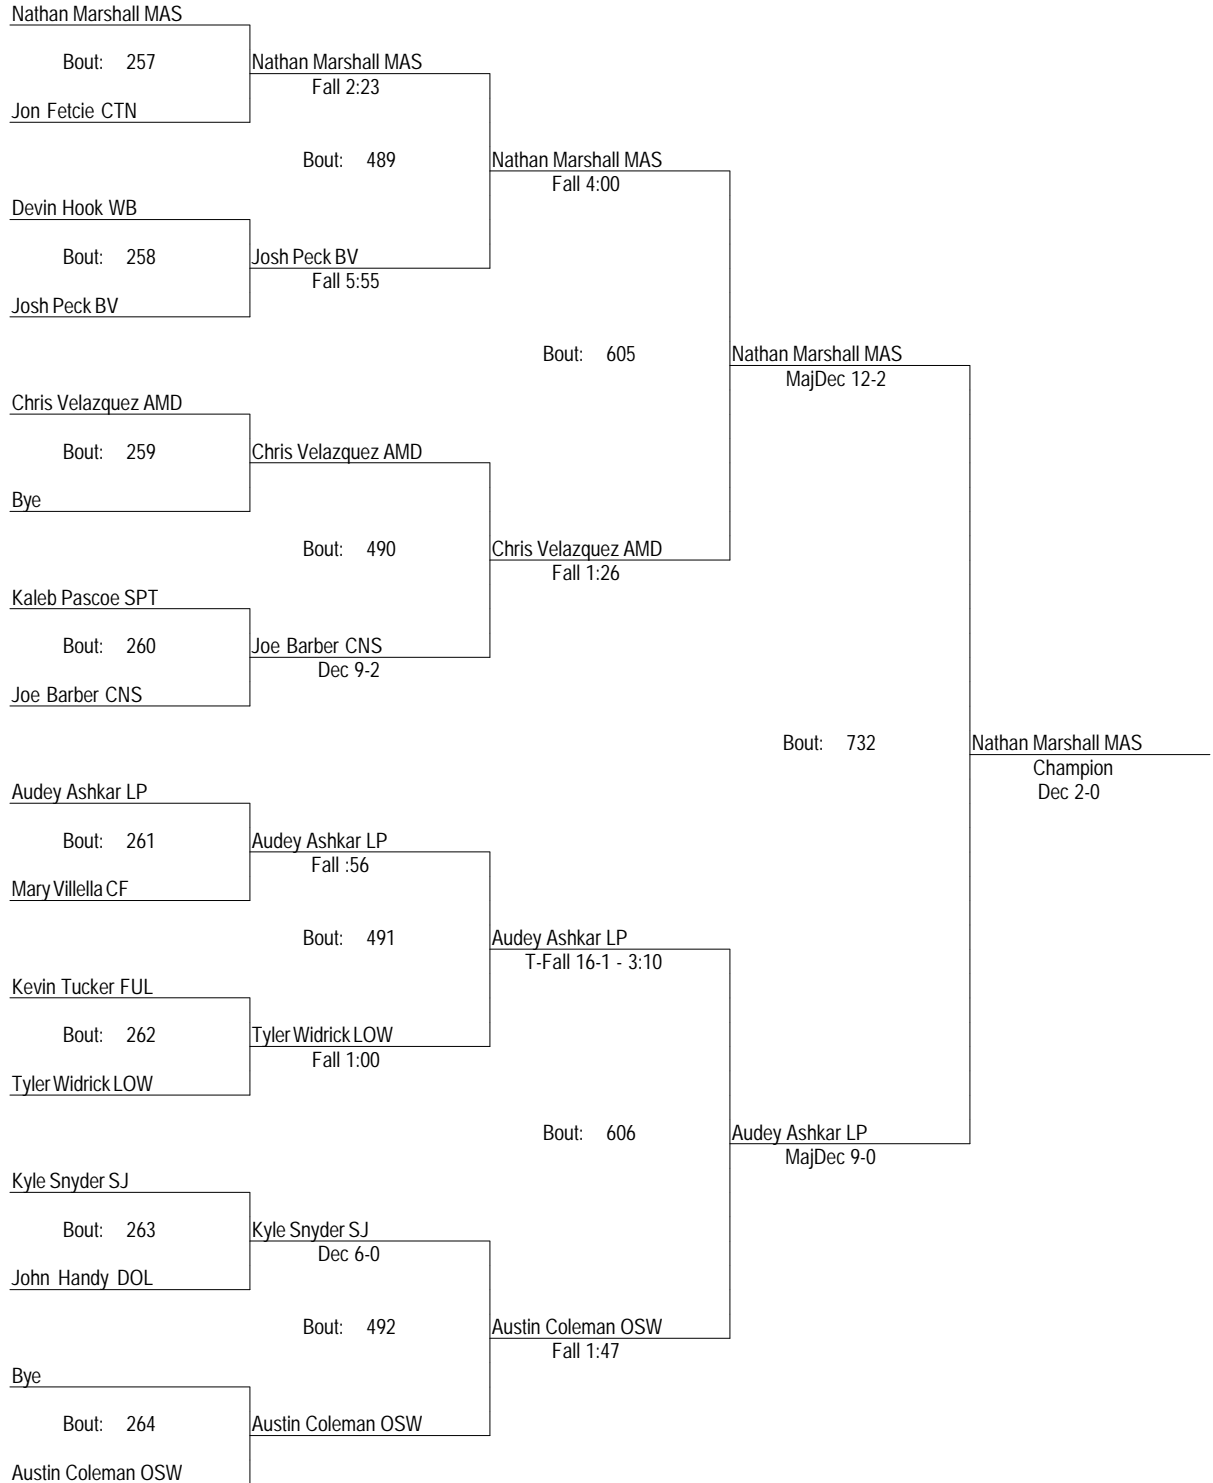 Nathan Marshall MAS
Bout: 257
Nathan Marshall MAS
Fall 2:23
Jon Fetcie CTN
Bout: 489
Nathan Marshall MAS
Fall 4:00
Devin Hook WB
Bout: 258
Josh Peck BV
Fall 5:55
Josh Peck BV
Bout: 605
Nathan Marshall MAS
MajDec 12-2
Chris Velazquez AMD
Bout: 259
Chris Velazquez AMD
Bye
Bout: 490
Chris Velazquez AMD
Fall 1:26
Kaleb Pascoe SPT
Bout: 260
Joe Barber CNS
Dec 9-2
Joe Barber CNS
Bout: 732
Nathan Marshall MAS
Champion
Dec 2-0
Audey Ashkar LP
Bout: 261
Audey Ashkar LP
Fall :56
Mary Villella CF
Bout: 491
Audey Ashkar LP
T-Fall 16-1 - 3:10
Kevin Tucker FUL
Bout: 262
Tyler Widrick LOW
Fall 1:00
Tyler Widrick LOW
Bout: 606
Audey Ashkar LP
MajDec 9-0
Kyle Snyder SJ
Bout: 263
Kyle Snyder SJ
Dec 6-0
John Handy DOL
Bout: 492
Austin Coleman OSW
Fall 1:47
Bye
Bout: 264
Austin Coleman OSW
Austin Coleman OSW